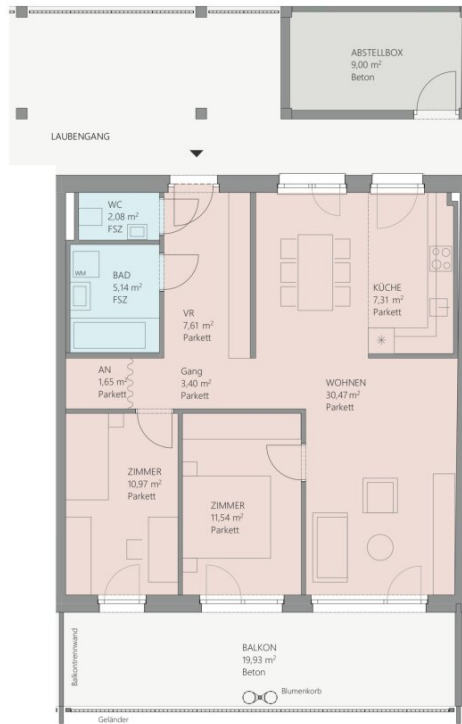 ABSTELLBOX
9,00 m²
Beton
LAUBENGANG
WC
2,08 m²
FSZ
BAD
5,14 m²
FSZ
WM
VR
7,61 m²
Parkett
KÜCHE
7,31 m²
Parkett
AN
1,65 m²
Parkett
Gang
3,40 m²
Parkett
WOHNEN
30,47 m²
Parkett
ZIMMER
10,97 m²
Parkett
ZIMMER
11,54 m²
Parkett
Balkontrennwand
BALKON
19,93 m²
Beton
Blumenkorb
Geländer